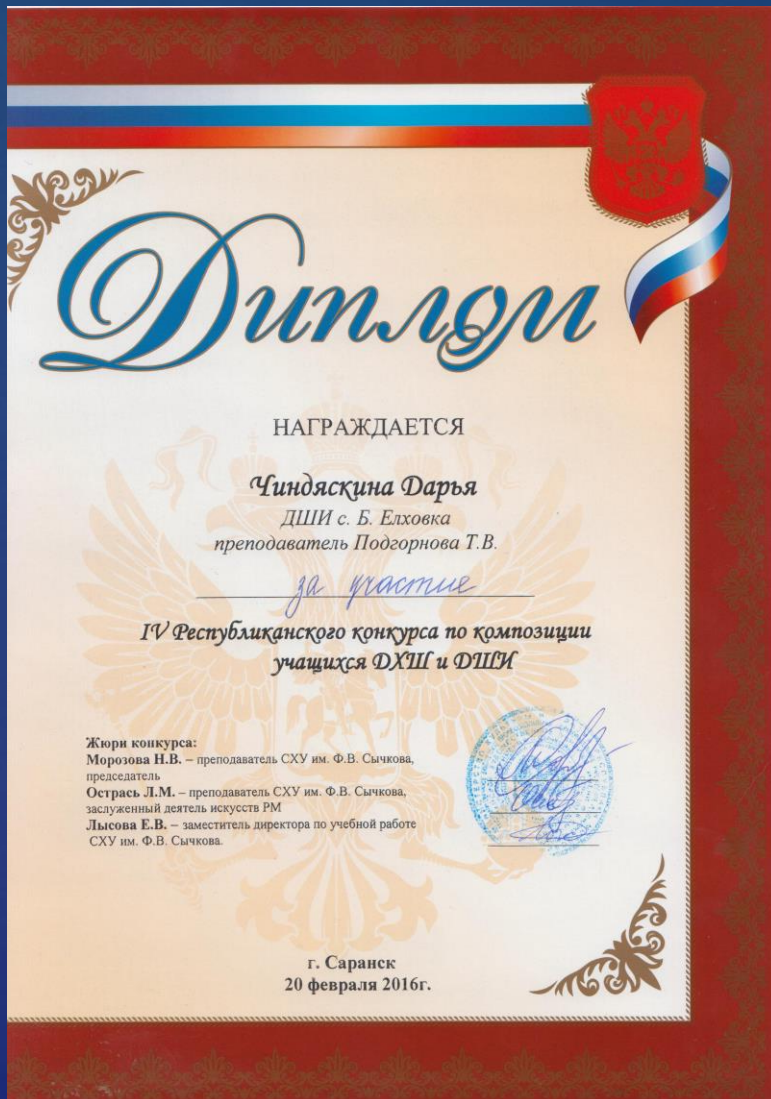 Диплом
НАГРАЖДАЕТСЯ
Чиндяскина Дарья
ДШИ с. Б. Елховка
преподаватель Подгорнова Т.В.
за участие
IV Республиканского конкурса по композиции
учащихся ДХШ и ДШИ
Жюри конкурса:
Морозова Н.В. – преподаватель СХУ им. Ф.В. Сычкова,
председатель
Острась Л.М. – преподаватель СХУ им. Ф.В. Сычкова,
заслуженный деятель искусств РМ
Лысова Е.В. – заместитель директора по учебной работе
СХУ им. Ф.В. Сычкова.
г. Саранск
20 февраля 2016г.